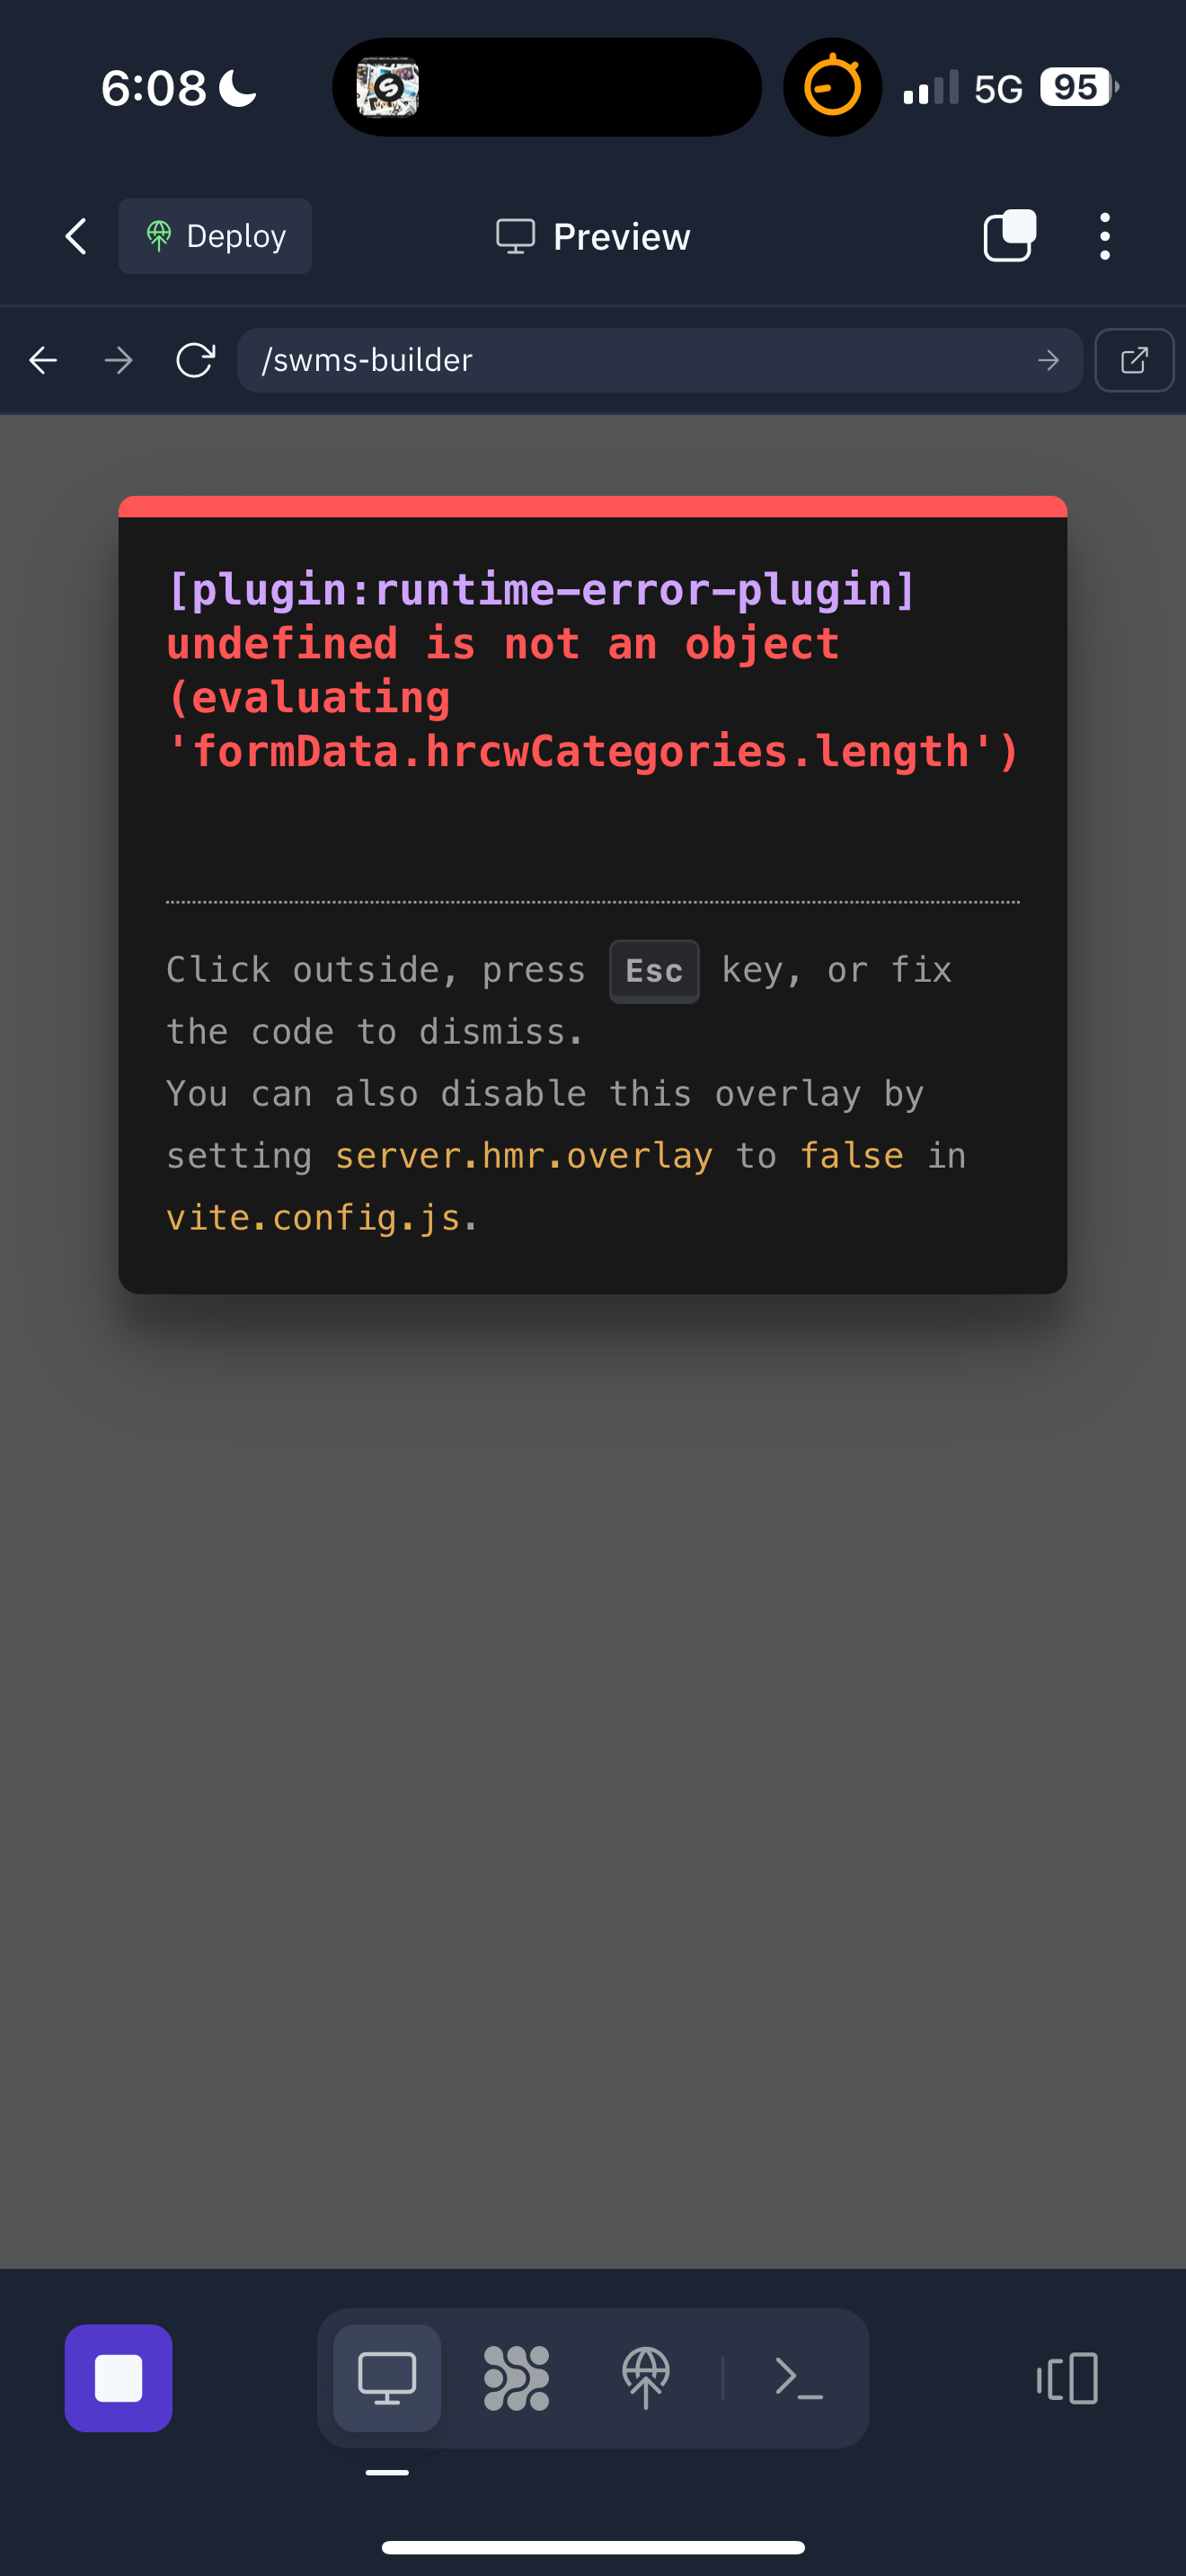 6:08
5G
95
Deploy
Preview
/swms-builder
[plugin:runtime-error-plugin]
undefined is not an object
(evaluating
'formData.hrcwCategories.length')
Click outside, press Esc key, or fix
the code to dismiss.
You can also disable this overlay by
setting server.hmr.overlay to false in
vite.config.js.